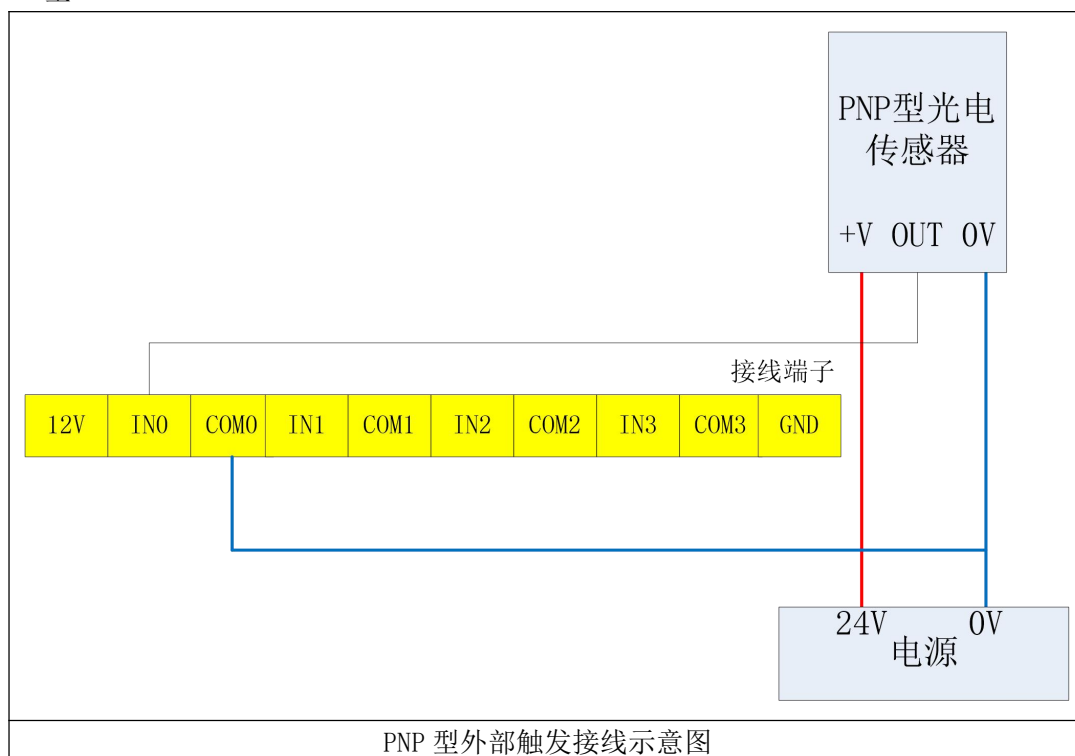 PNP型光电
传感器
+V OUT 0V
接线端子
12V IN0 COM0 IN1 COM1 IN2 COM2 IN3 COM3 GND
24V 0V
电源
PNP 型外部触发接线示意图